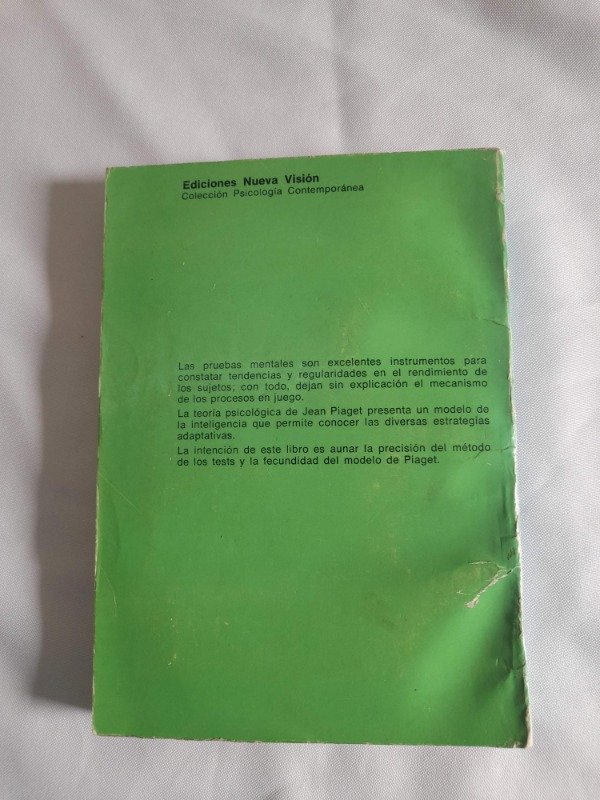 Ediciones Nueva Visión
Colección Psicología Contemporánea
Las pruebas mentales son excelentes instrumentos para
constatar tendencias y regularidades en el rendimiento de
los sujetos; con todo, dejan sin explicación el mecanismo
de los procesos en juego.
La teoría psicológica de Jean Piaget presenta un modelo de
la inteligencia que permite conocer las diversas estrategias
adaptativas.
La intención de este libro es aunar la precisión del método
de los tests y la fecundidad del modelo de Piaget.